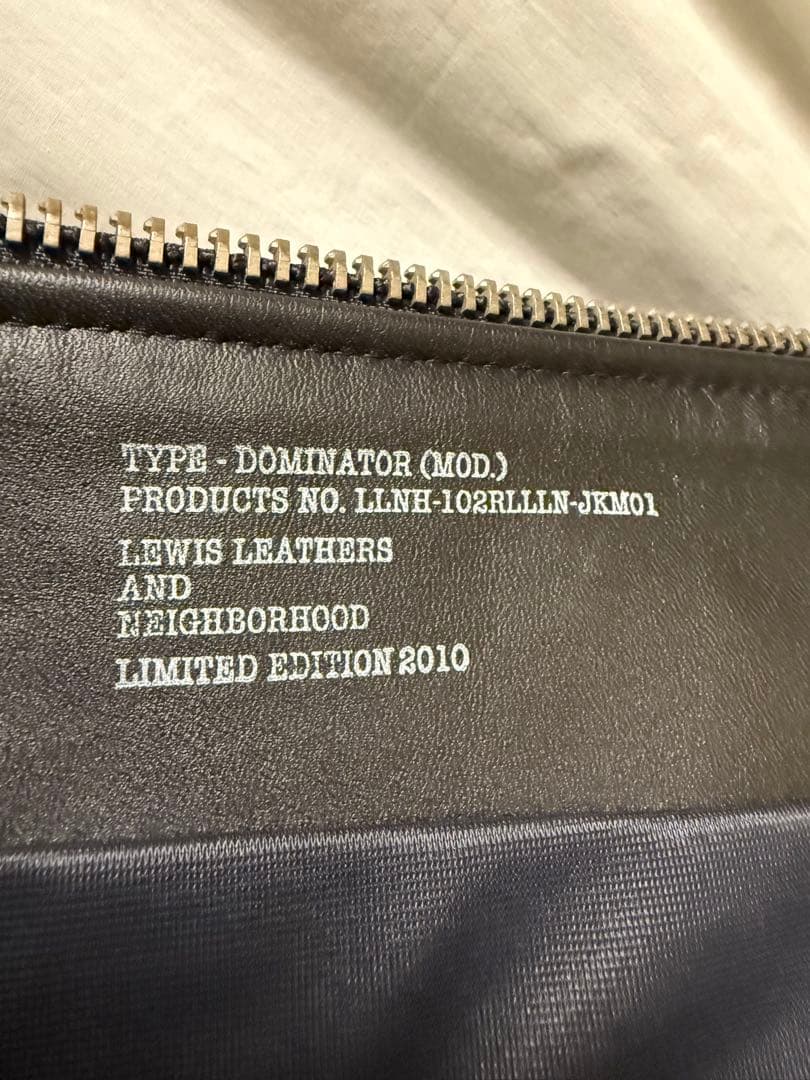 TYPE - DOMINATOR (MOD.)
PRODUCTS NO. LLNH-102RLLLN-JKM01
LEWIS LEATHERS
AND
NEIGHBORHOOD
LIMITED EDITION 2010